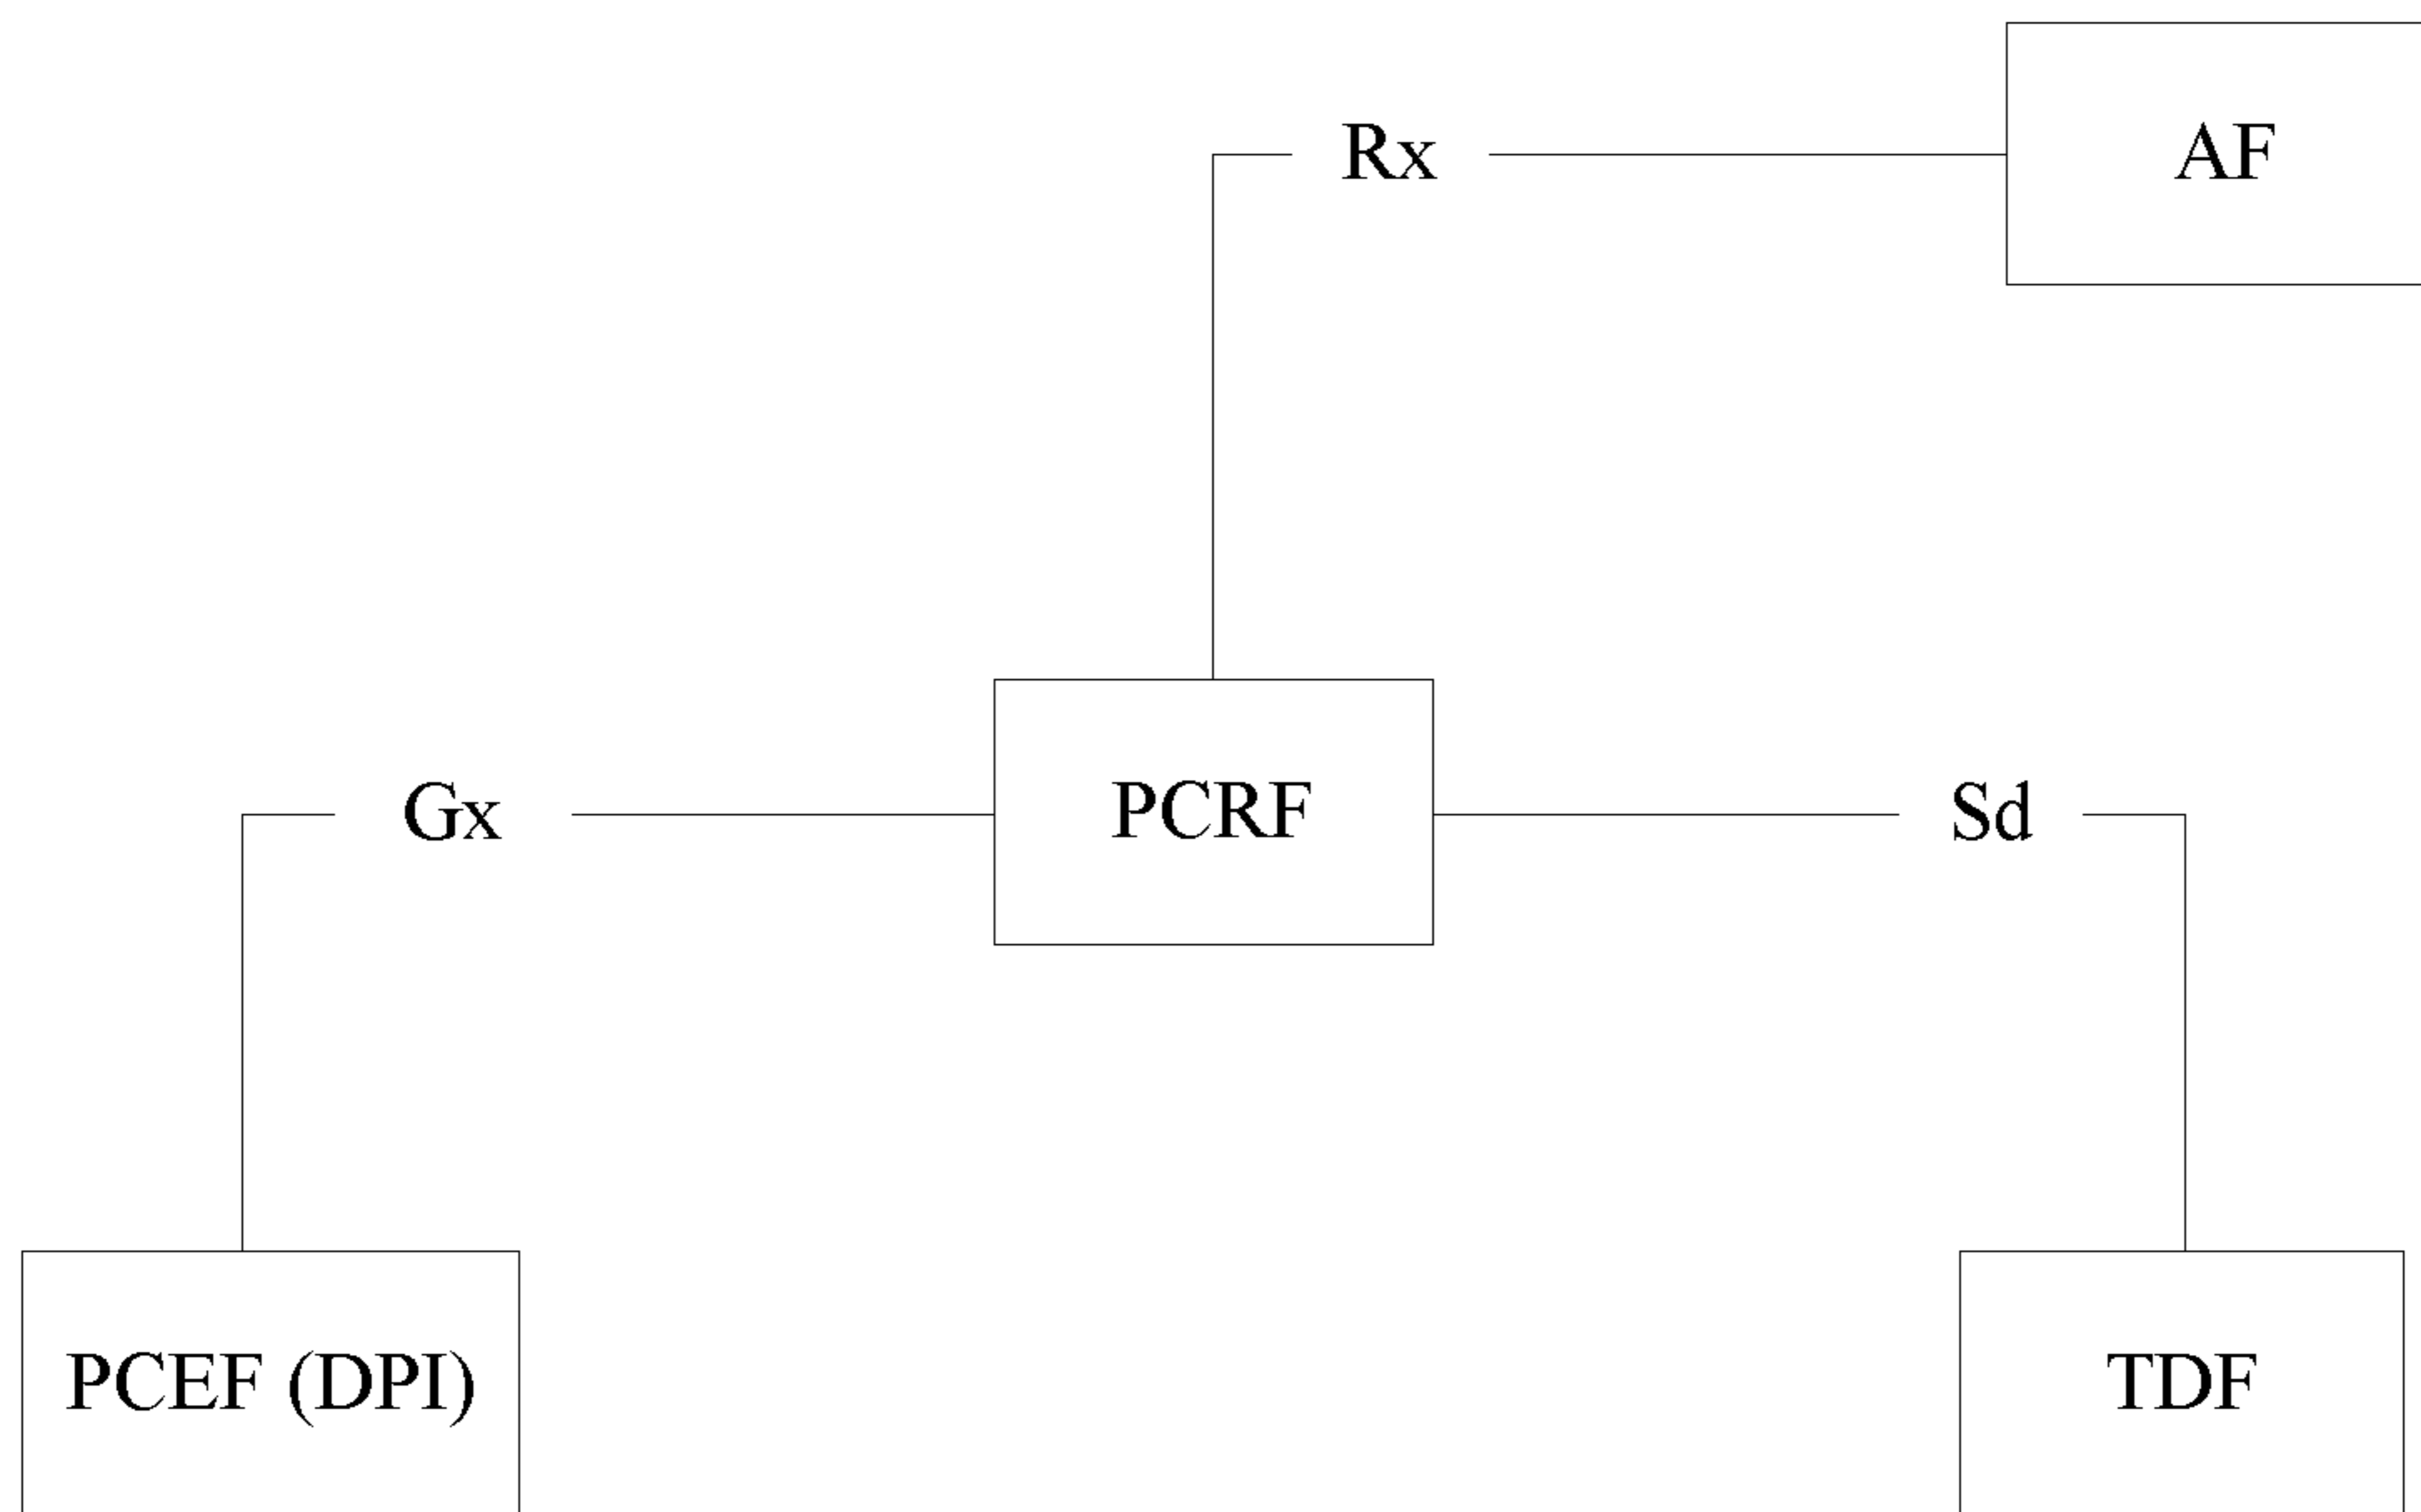 Rx
AF
Gx
PCRF
Sd
PCEF (DPI)
TDF